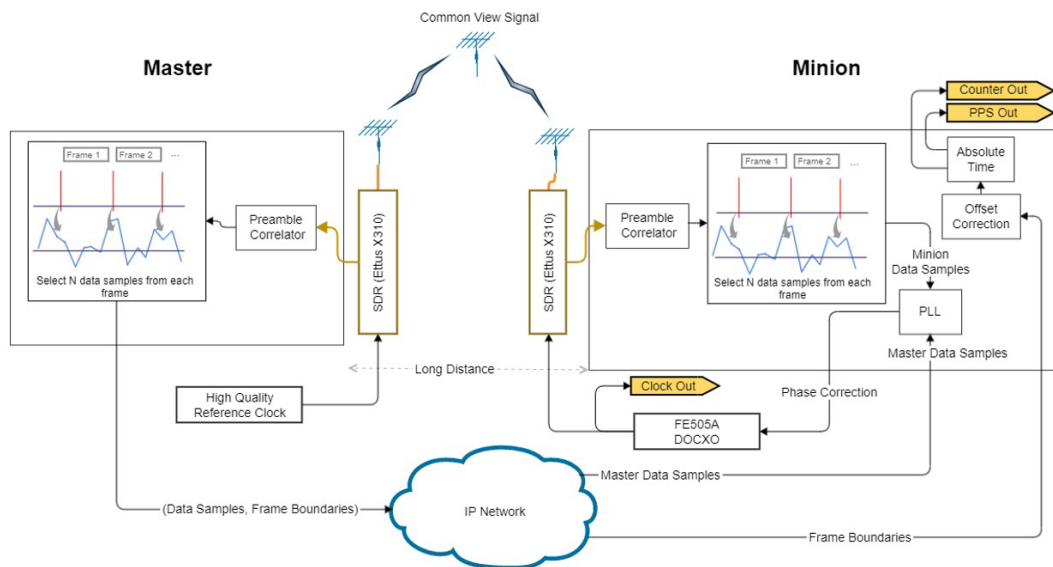 Common View Signal
Master
Minion
Counter Out
PPS Out
Frame 1 Frame 2 ...
Frame 1 Frame 2 ...
Absolute
Time
Preamble
Correlator
SDR (Ettus X310)
SDR (Ettus X310)
Preamble
Correlator
Offset
Correction
Select N data samples from each
frame
Select N data samples from each
frame
Minion
Data Samples
PLL
Master Data Samples
Long Distance
High Quality
Reference Clock
Clock Out
Phase Correction
FE505A
DOCXO
Master Data Samples
(Data Samples, Frame Boundaries)
IP Network
Frame Boundaries